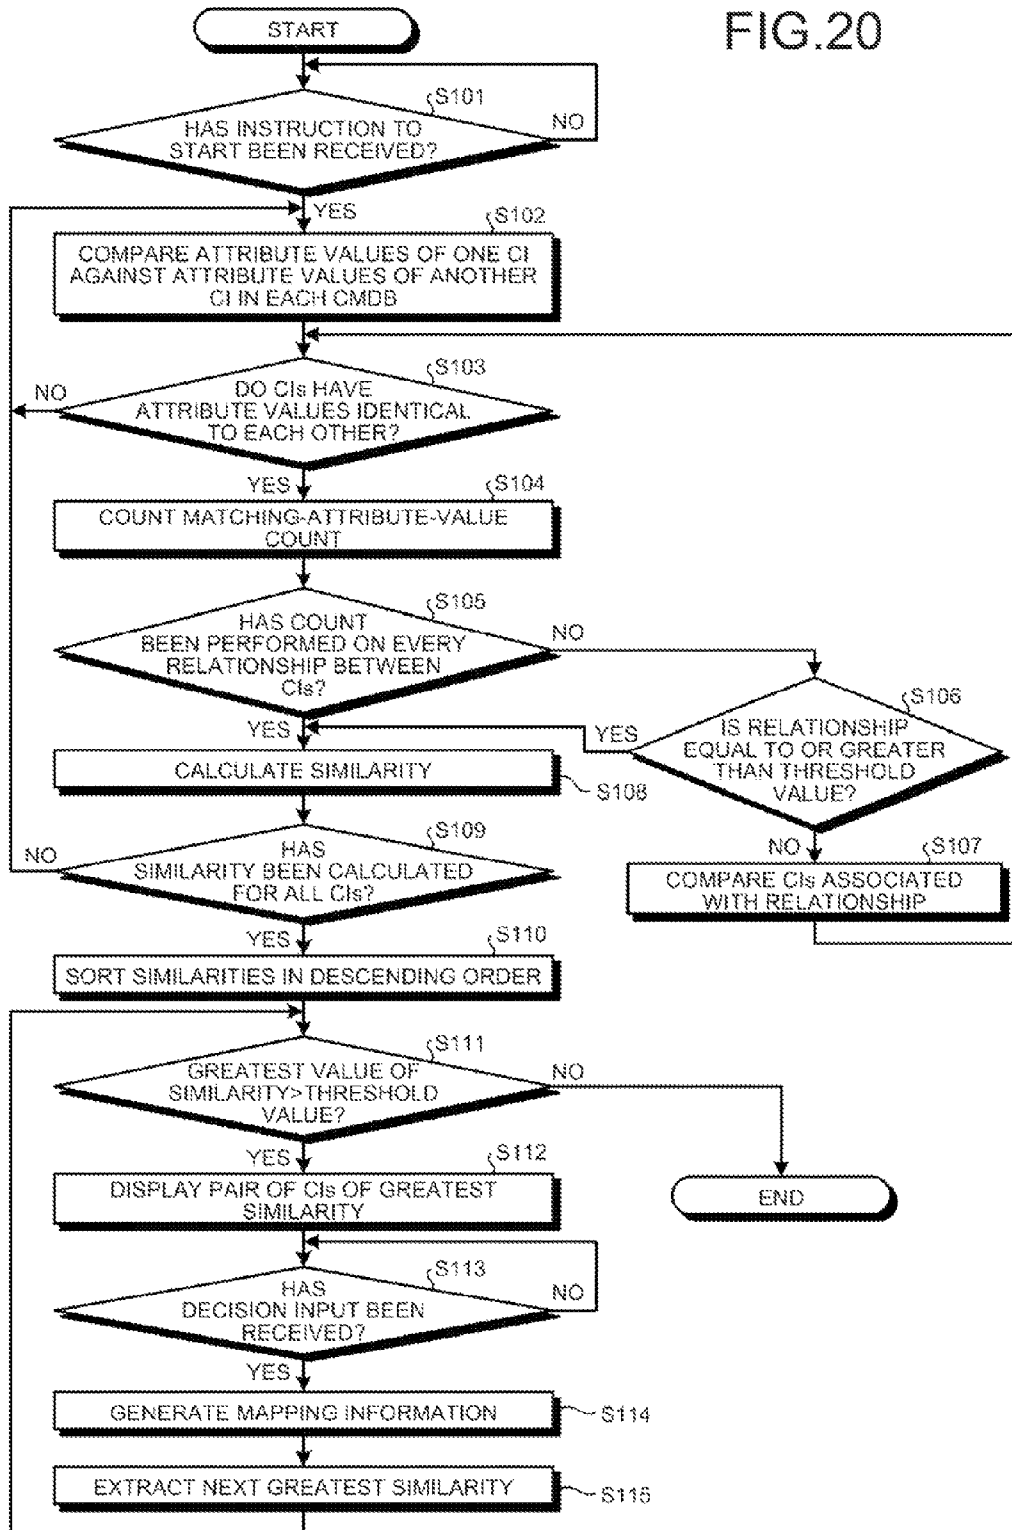 FIG.20
START
S101
HAS INSTRUCTION TO
START BEEN RECEIVED?
NO
YES
S102
COMPARE ATTRIBUTE VALUES OF ONE CI
AGAINST ATTRIBUTE VALUES OF ANOTHER
CI IN EACH CMDB
S103
NO
DO CIs HAVE
ATTRIBUTE VALUES IDENTICAL
TO EACH OTHER?
YES
S104
COUNT MATCHING-ATTRIBUTE-VALUE
COUNT
S105
HAS COUNT
BEEN PERFORMED ON EVERY
RELATIONSHIP BETWEEN
CIs?
NO
YES
S106
IS RELATIONSHIP
EQUAL TO OR GREATER
THAN THRESHOLD
VALUE?
YES
NO
S107
COMPARE CIs ASSOCIATED
WITH RELATIONSHIP
CALCULATE SIMILARITY
S108
S109
NO
HAS
SIMILARITY BEEN CALCULATED
FOR ALL CIs?
YES
S110
SORT SIMILARITIES IN DESCENDING ORDER
S111
GREATEST VALUE OF
SIMILARITY>THRESHOLD
VALUE?
NO
YES
END
S112
DISPLAY PAIR OF CIs OF GREATEST
SIMILARITY
S113
HAS
DECISION INPUT BEEN
RECEIVED?
NO
YES
GENERATE MAPPING INFORMATION
S114
EXTRACT NEXT GREATEST SIMILARITY
S115